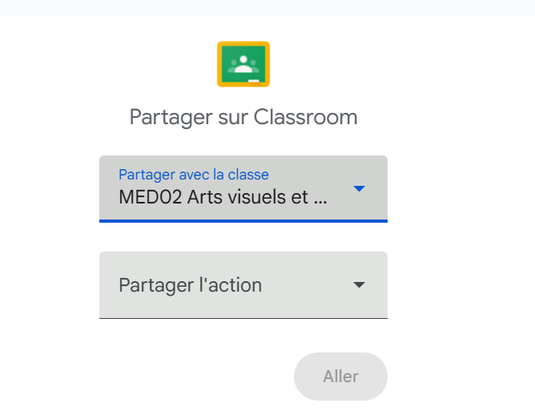 Partager sur Classroom
Partager avec la classe
MED02 Arts visuels et ...
Partager l'action
Aller